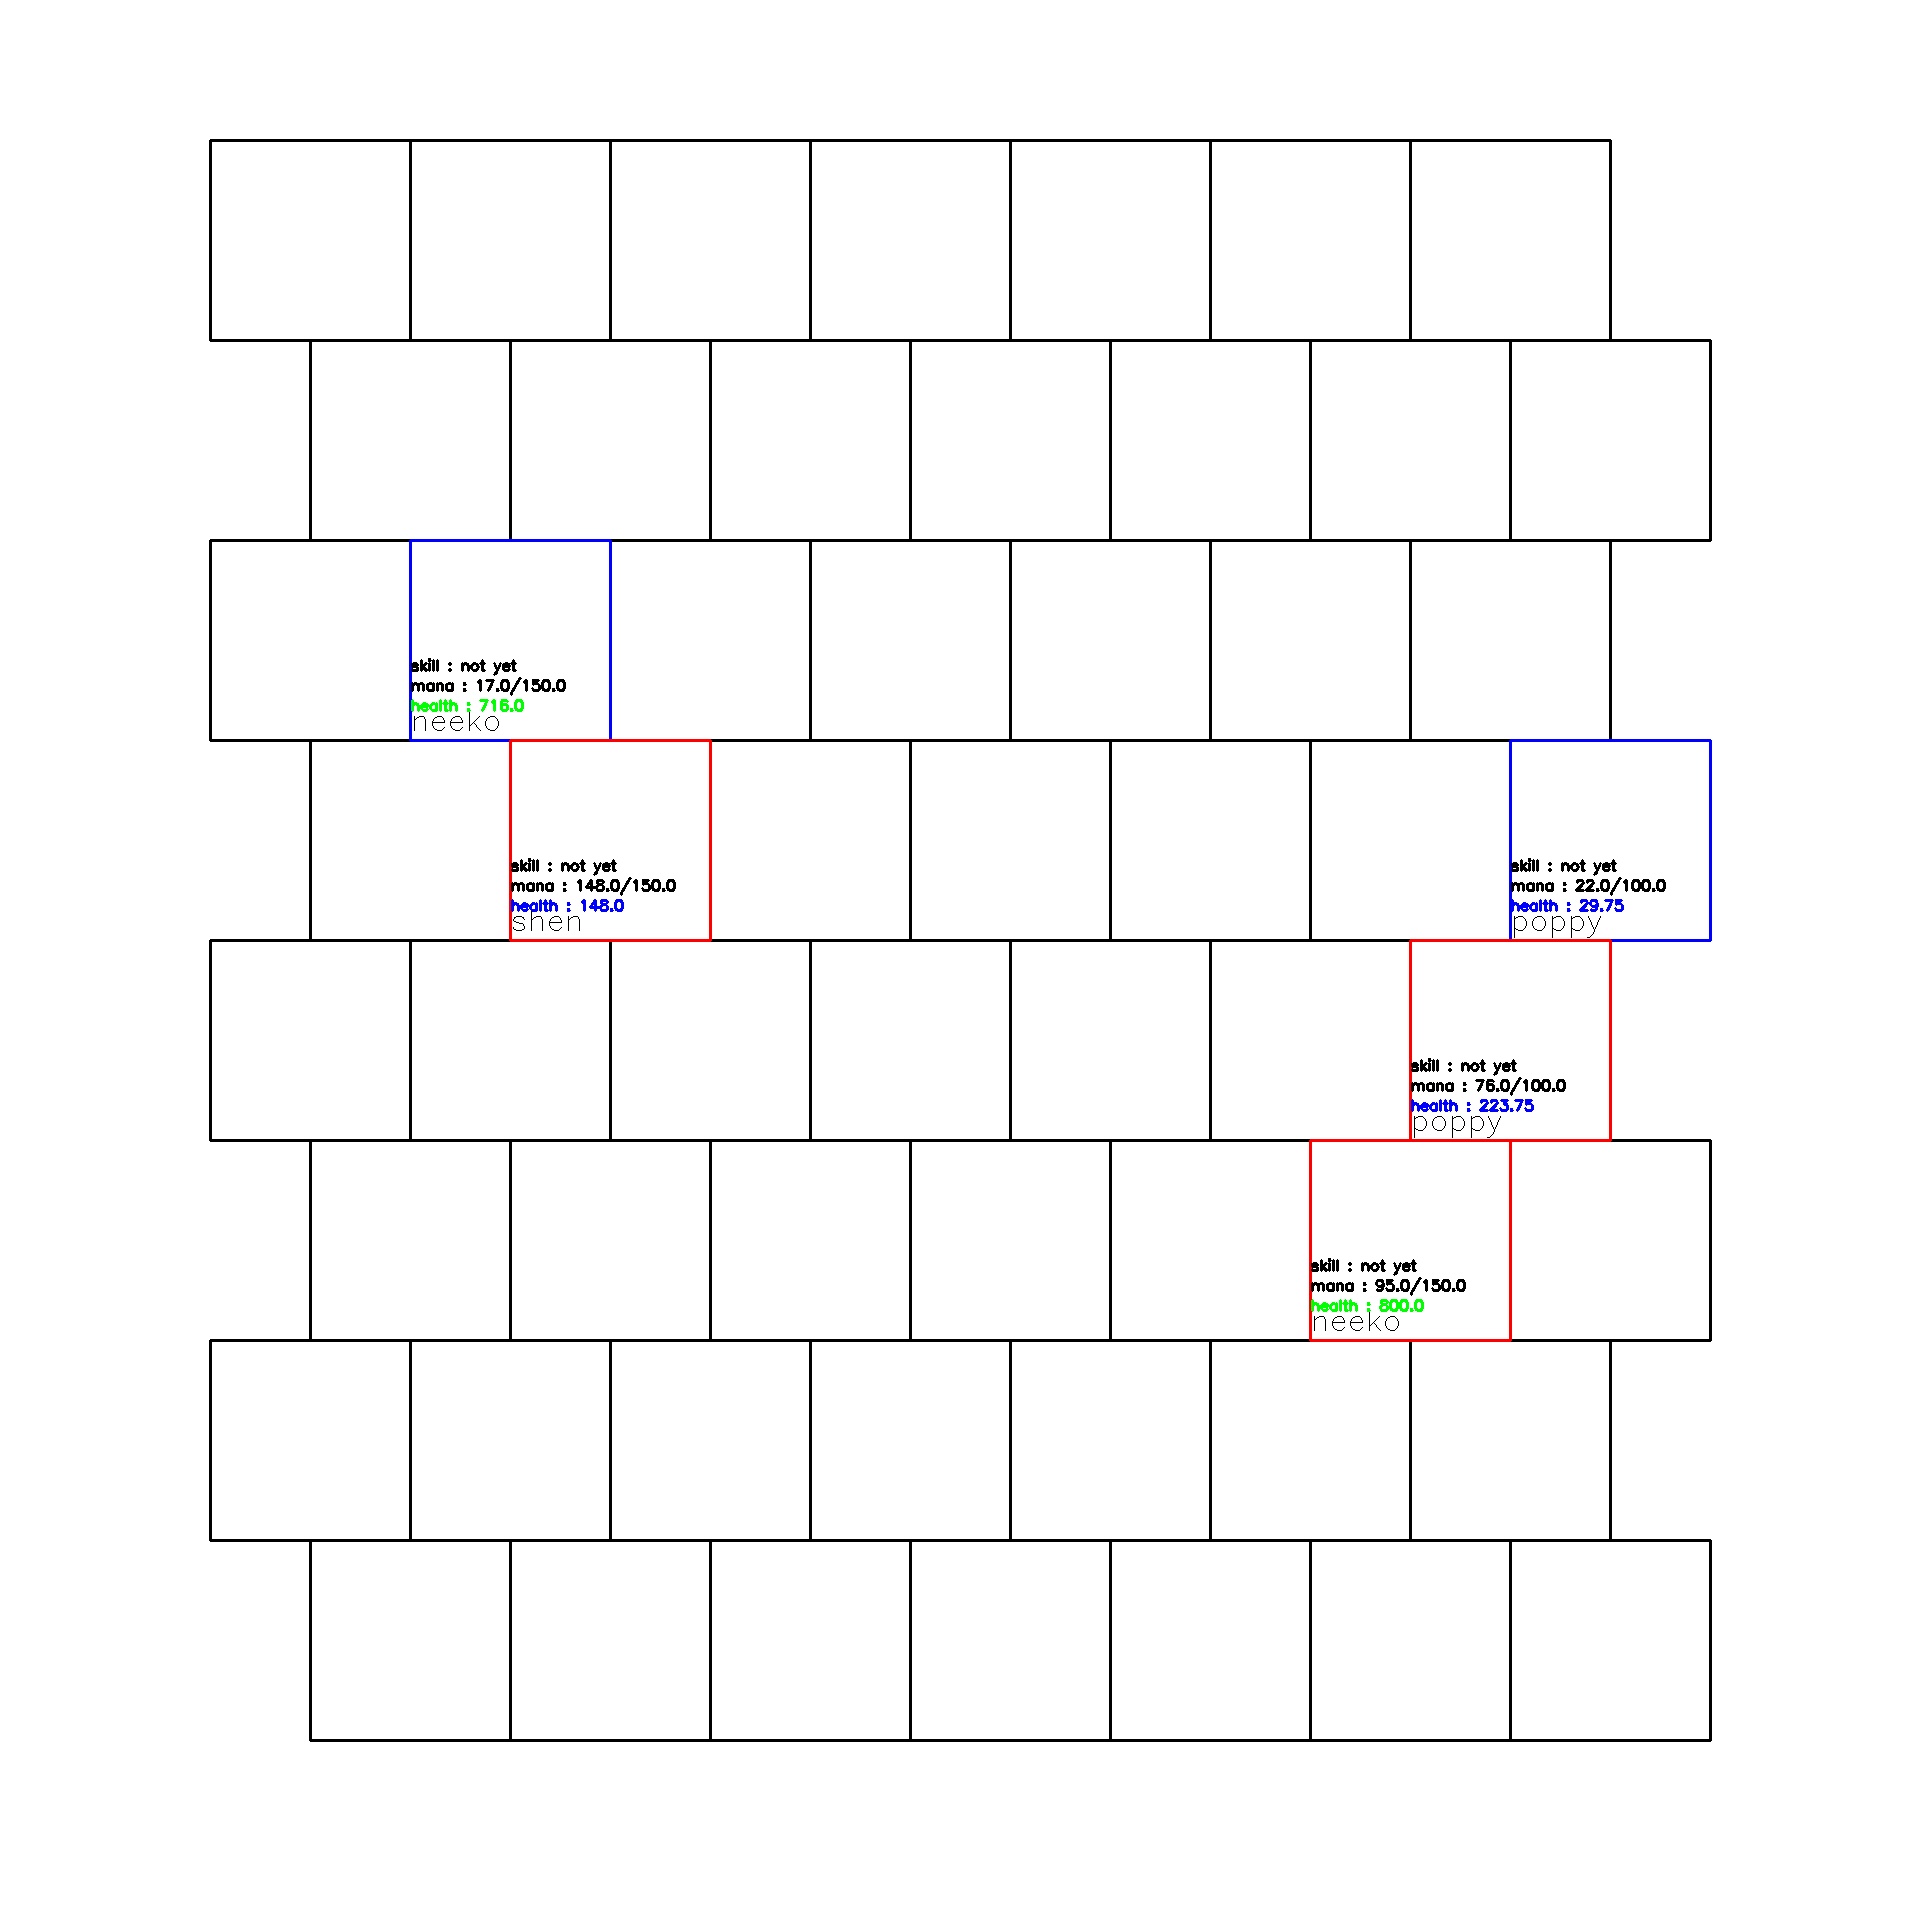 skill : not yet
mana : 17.0/150.0
health : 716.0
neeko
skill : not yet
mana : 148.0/150.0
health : 148.0
shen
skill : not yet
mana : 22.0/100.0
health : 29.75
poppy
skill : not yet
mana : 76.0/100.0
health : 223.75
poppy
skill : not yet
mana : 95.0/150.0
health : 800.0
neeko